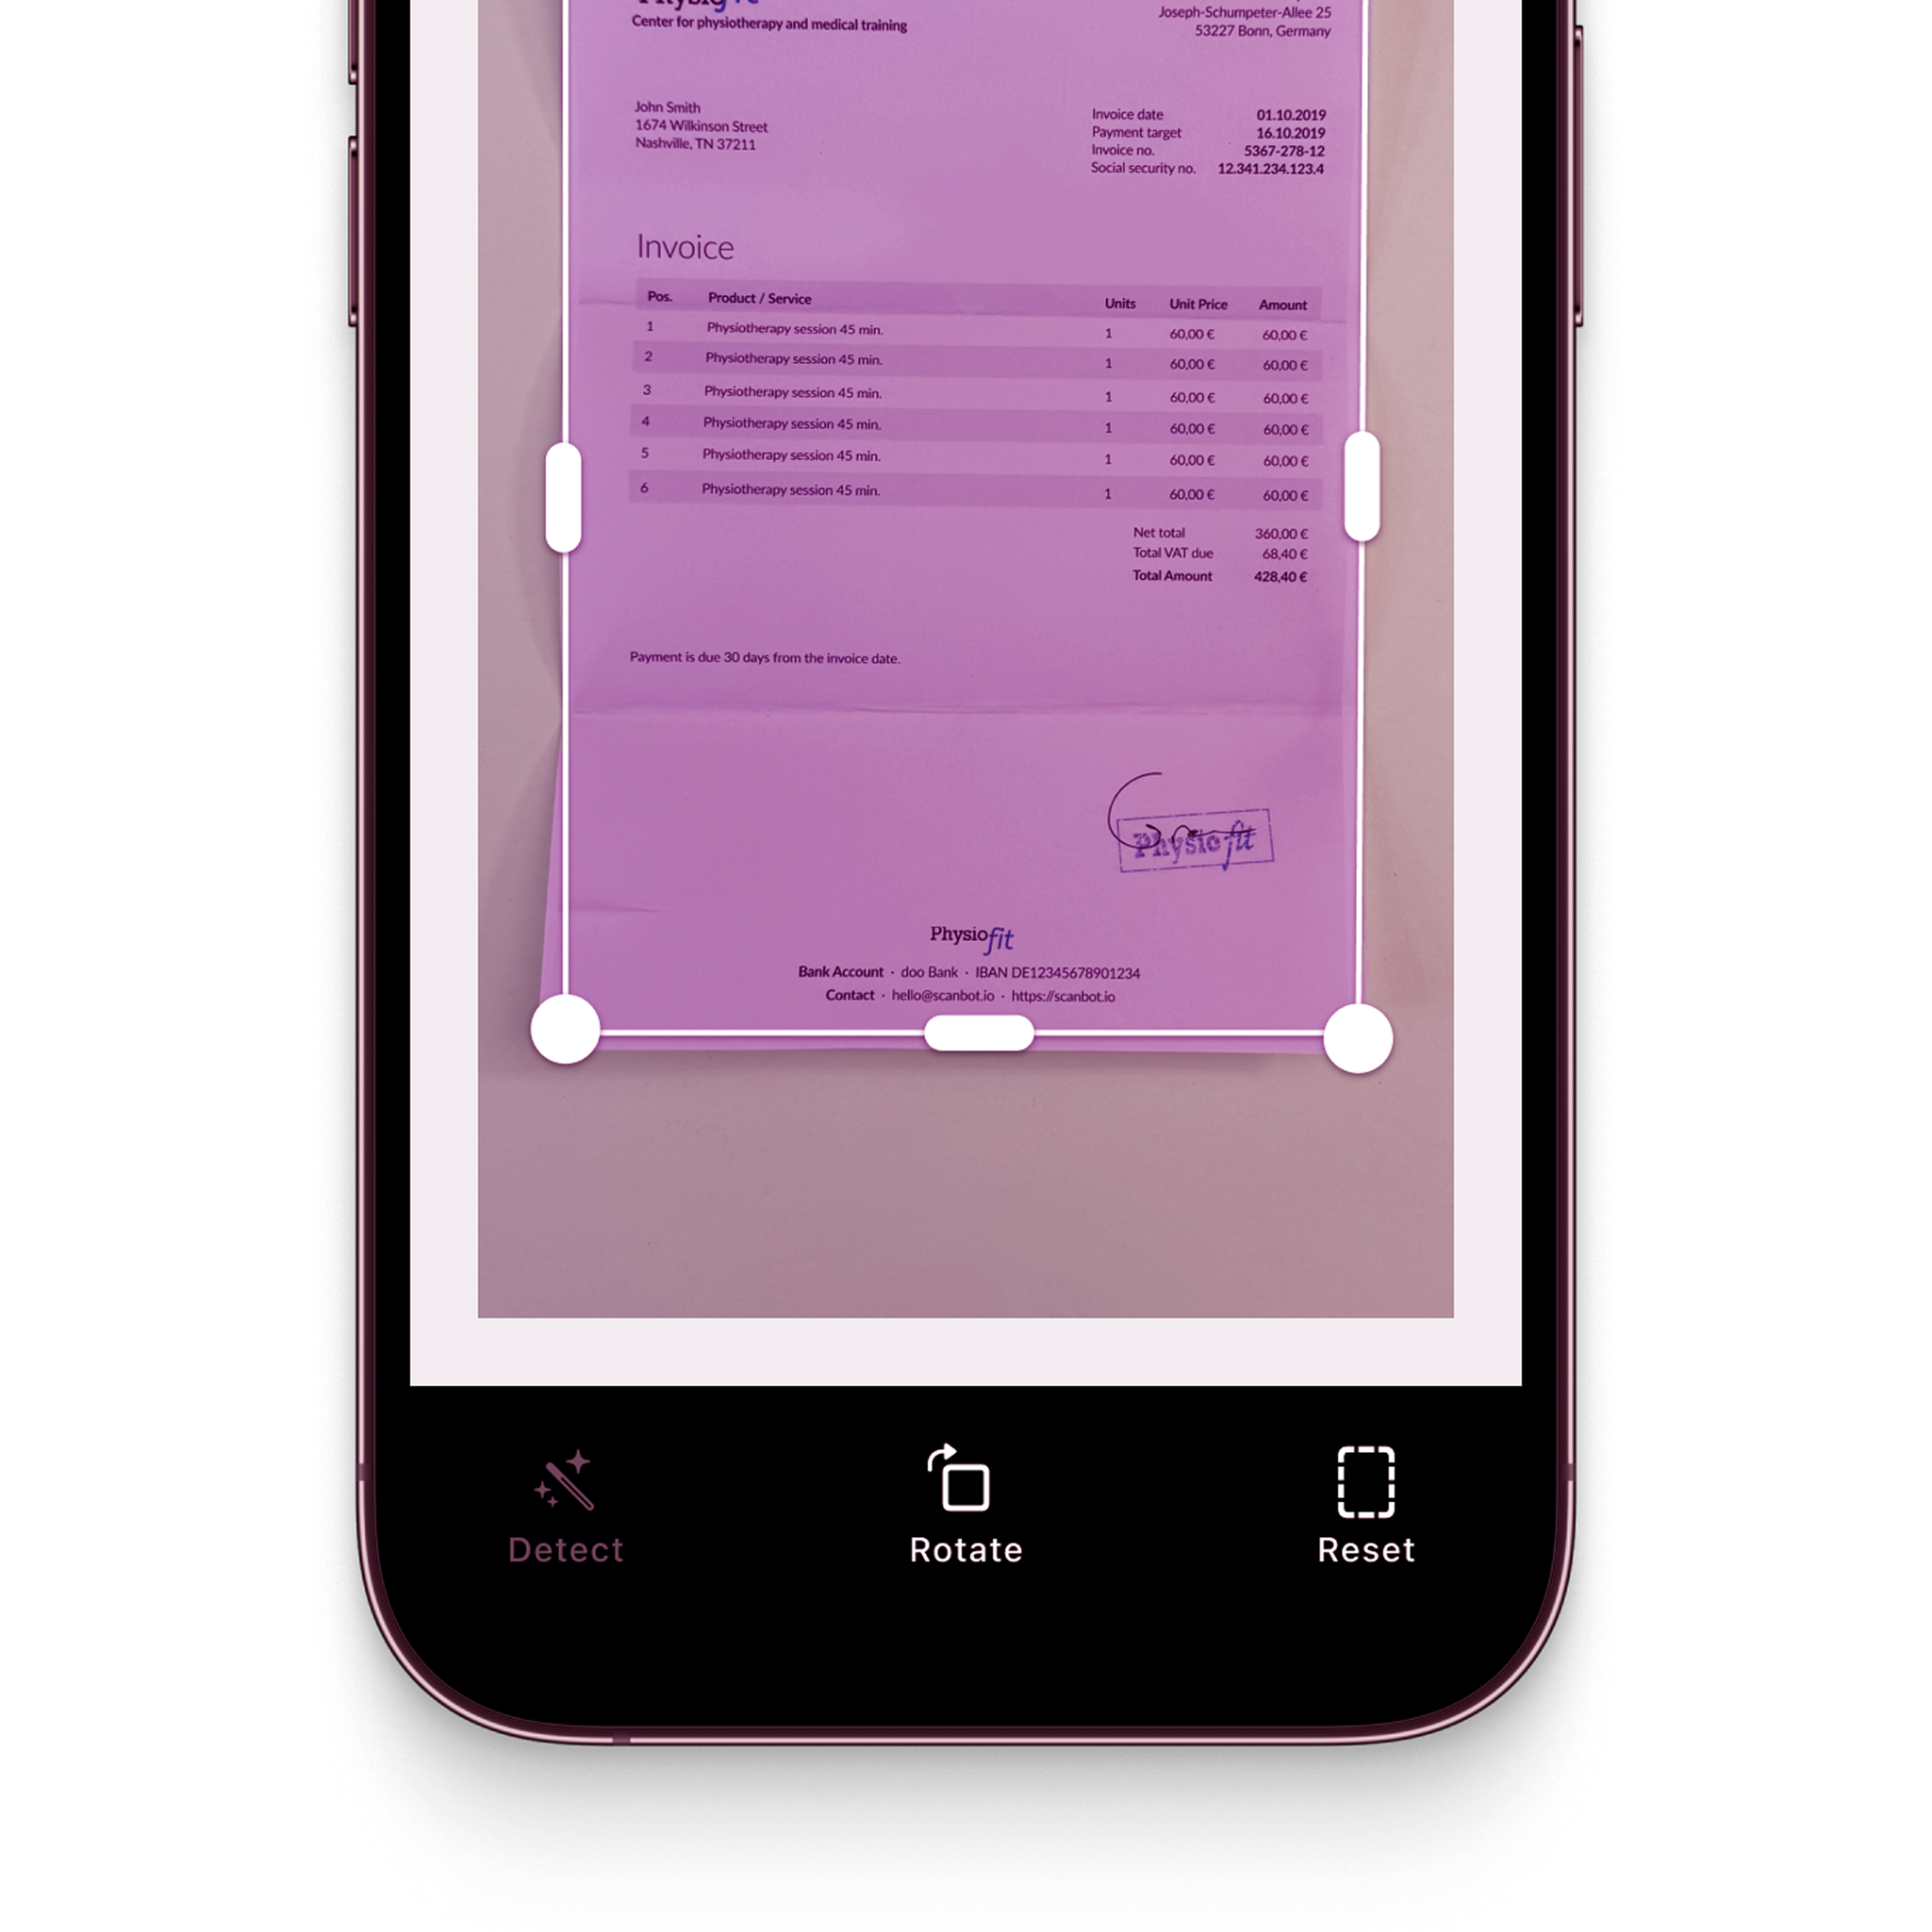 Center for physiotherapy and medical training
Joseph-Schumpeter-Allee 25
53227 Bonn, Germany
John Smith
1674 Wilkinson Street
Nashville, TN 37211
Invoice date 01.10.2019
Payment target 16.10.2019
Invoice no. 5367-278-12
Social security no. 12.341.234.123.4
Invoice
Pos. Product / Service Units Unit Price Amount
1 Physiotherapy session 45 min. 1 60,00 € 60,00 €
2 Physiotherapy session 45 min. 1 60,00 € 60,00 €
3 Physiotherapy session 45 min. 1 60,00 € 60,00 €
4 Physiotherapy session 45 min. 1 60,00 € 60,00 €
5 Physiotherapy session 45 min. 1 60,00 € 60,00 €
6 Physiotherapy session 45 min. 1 60,00 € 60,00 €
Net total 360,00 €
Total VAT due 68,40 €
Total Amount 428,40 €
Payment is due 30 days from the invoice date.
Physiofit
Physiofit
Bank Account · doo Bank · IBAN DE12345678901234
Contact · hello@scanbot.io · https://scanbot.io
Detect
Rotate
Reset